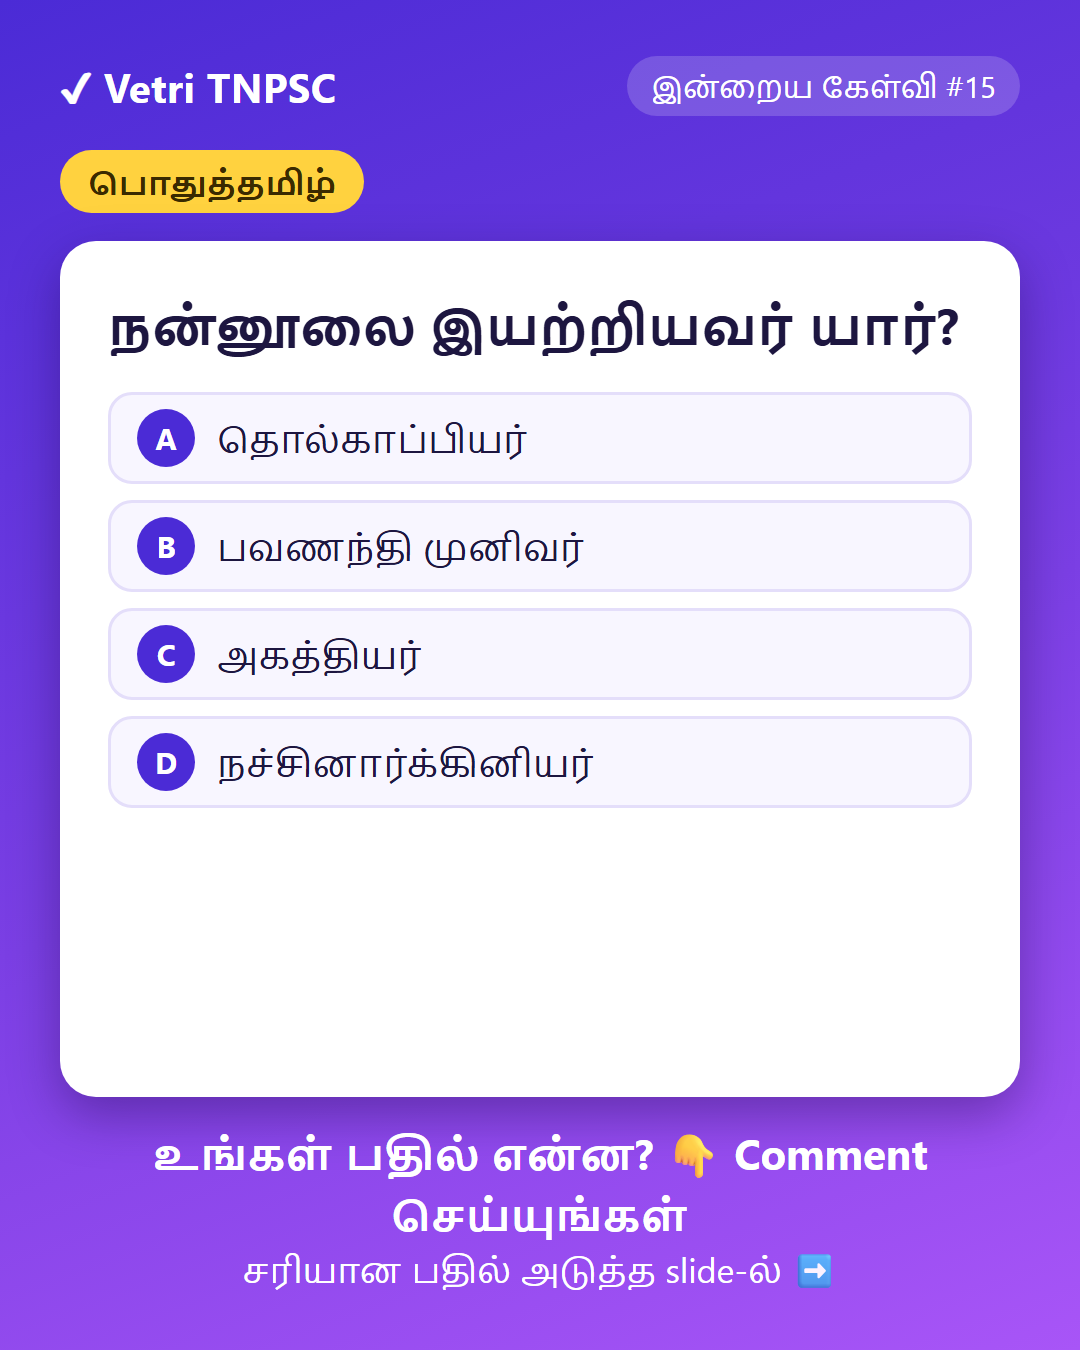 ✓ Vetri TNPSC
இன்றைய கேள்வி #15
பொதுத்தமிழ்
நன்னூலை இயற்றியவர் யார்?
A தொல்காப்பியர்
B பவணந்தி முனிவர்
C அகத்தியர்
D நச்சினார்க்கினியர்
உங்கள் பதில் என்ன? 👇 Comment
செய்யுங்கள்
சரியான பதில் அடுத்த slide-ல் ➡️